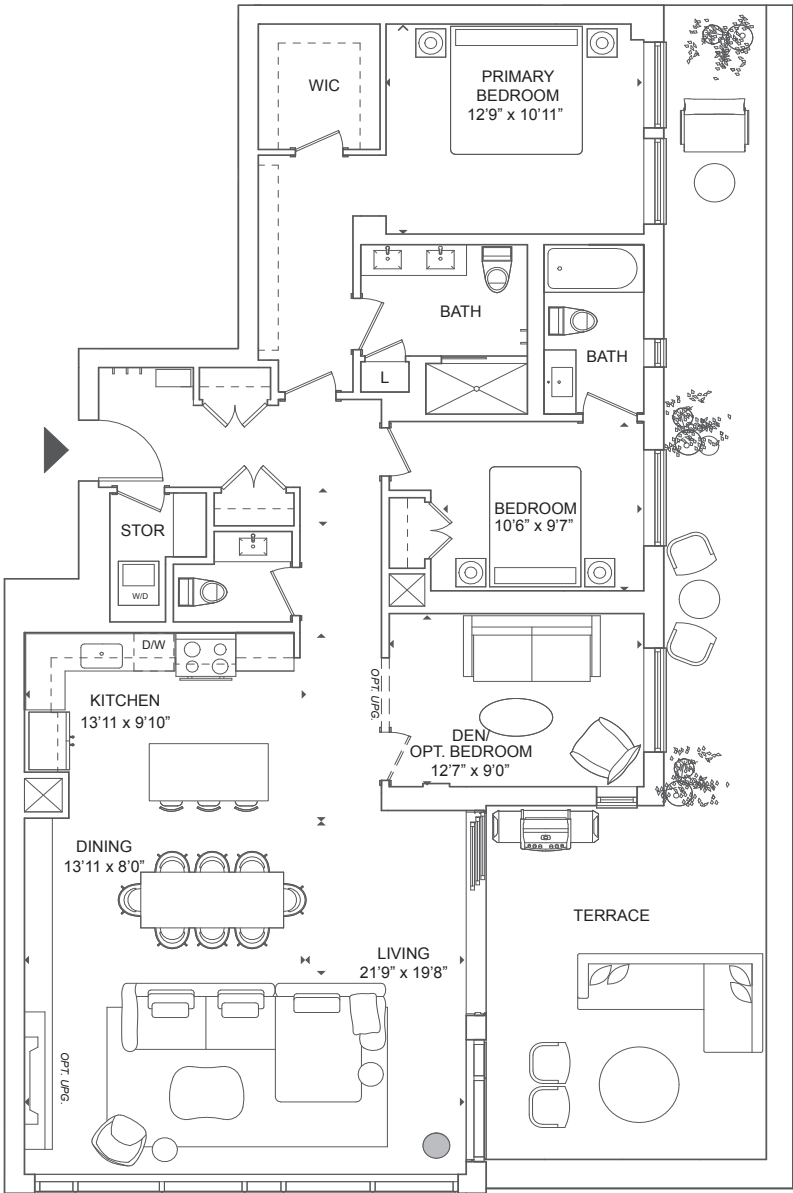 WIC
PRIMARY
BEDROOM
12'9" x 10'11"
BATH
BATH
L
STOR
W/D
BEDROOM
10'6" x 9'7"
D/W
KITCHEN
13'11 x 9'10"
OPT. UPG.
DEN/
OPT. BEDROOM
12'7" x 9'0"
DINING
13'11 x 8'0"
TERRACE
LIVING
21'9" x 19'8"
OPT. UPG.